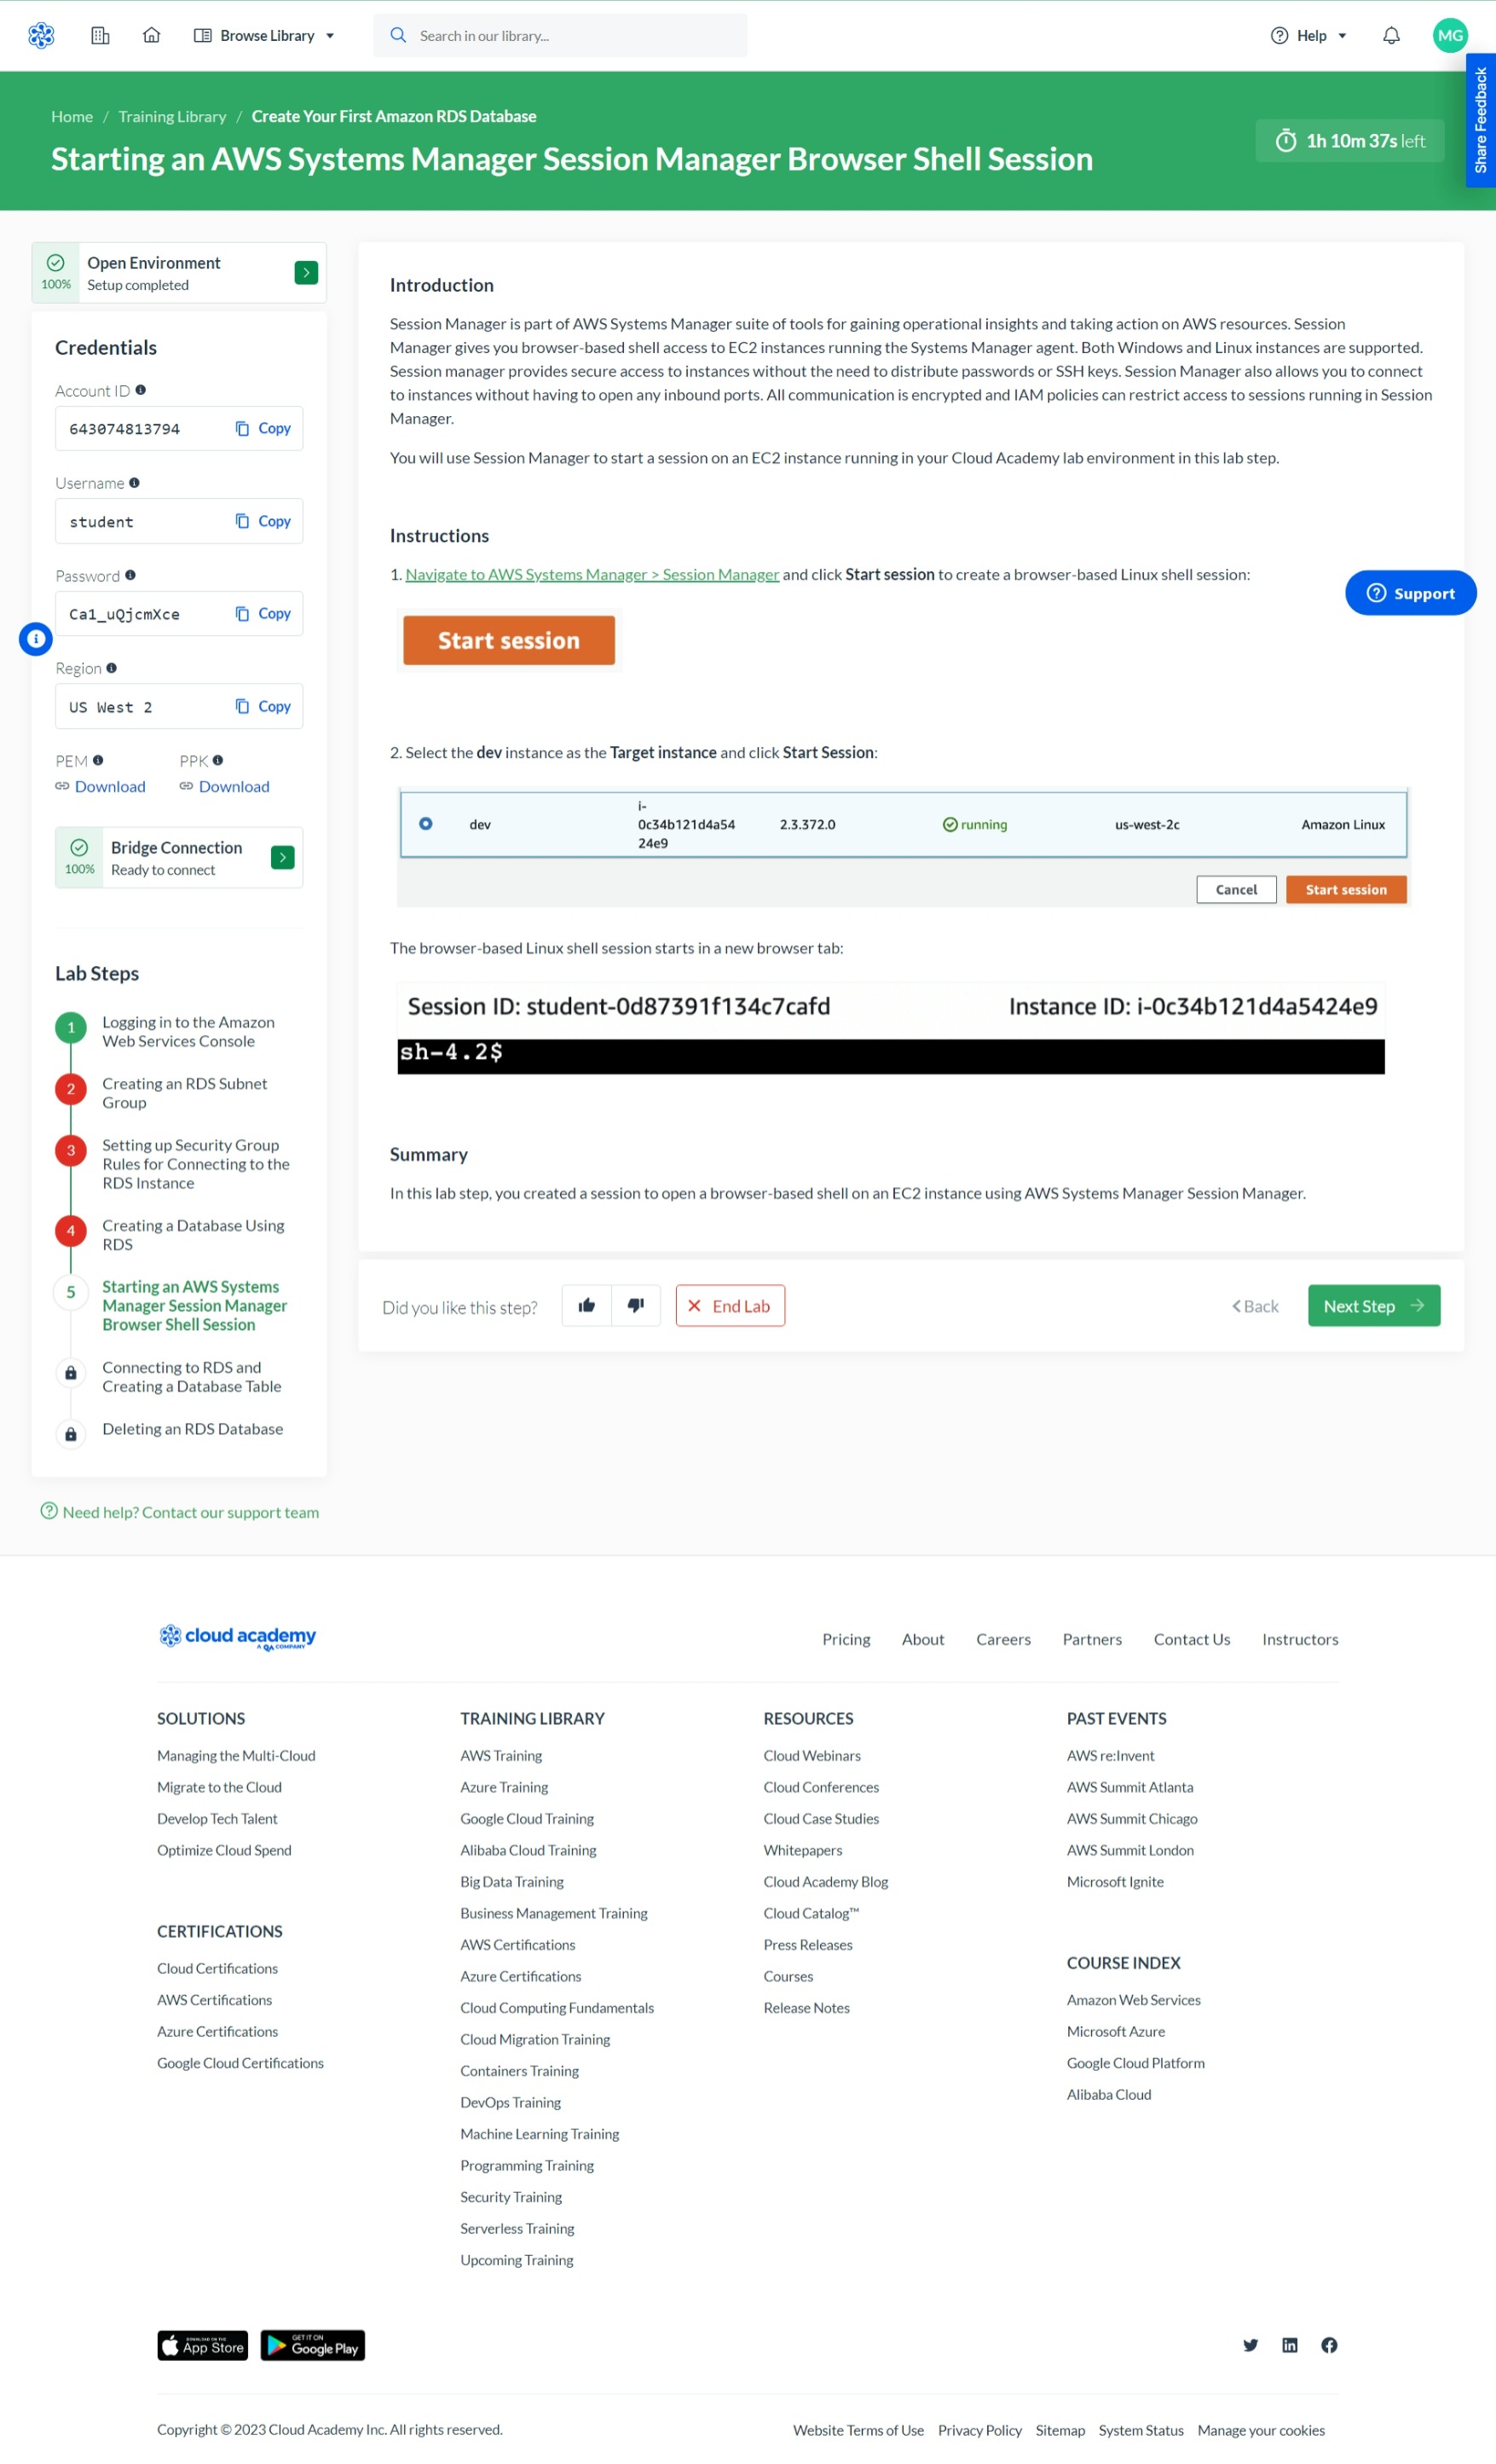 Browse Library
Search in our library...
Help
MG
Share Feedback
Home / Training Library / Create Your First Amazon RDS Database
Starting an AWS Systems Manager Session Manager Browser Shell Session
1h 10m 37s left
Open Environment
100%
Setup completed
Credentials
Account ID
643074813794
Copy
Username
student
Copy
Password
Ca1_uQjcmXce
Copy
Region
US West 2
Copy
PEM
PPK
Download
Download
Bridge Connection
100%
Ready to connect
Lab Steps
1
Logging in to the Amazon
Web Services Console
2
Creating an RDS Subnet
Group
3
Setting up Security Group
Rules for Connecting to the
RDS Instance
4
Creating a Database Using
RDS
5
Starting an AWS Systems
Manager Session Manager
Browser Shell Session
Connecting to RDS and
Creating a Database Table
Deleting an RDS Database
Need help? Contact our support team
Introduction
Session Manager is part of AWS Systems Manager suite of tools for gaining operational insights and taking action on AWS resources. Session
Manager gives you browser-based shell access to EC2 instances running the Systems Manager agent. Both Windows and Linux instances are supported.
Session manager provides secure access to instances without the need to distribute passwords or SSH keys. Session Manager also allows you to connect
to instances without having to open any inbound ports. All communication is encrypted and IAM policies can restrict access to sessions running in Session
Manager.
You will use Session Manager to start a session on an EC2 instance running in your Cloud Academy lab environment in this lab step.
Instructions
1. Navigate to AWS Systems Manager > Session Manager and click Start session to create a browser-based Linux shell session:
Support
Start session
2. Select the dev instance as the Target instance and click Start Session:
dev
i-
0c34b121d4a54
24e9
2.3.372.0
running
us-west-2c
Amazon Linux
Cancel
Start session
The browser-based Linux shell session starts in a new browser tab:
Session ID: student-0d87391f134c7cafd
Instance ID: i-0c34b121d4a5424e9
sh-4.2$
Summary
In this lab step, you created a session to open a browser-based shell on an EC2 instance using AWS Systems Manager Session Manager.
Did you like this step?
End Lab
Back
Next Step
cloud academy
A QA COMPANY
Pricing
About
Careers
Partners
Contact Us
Instructors
SOLUTIONS
Managing the Multi-Cloud
Migrate to the Cloud
Develop Tech Talent
Optimize Cloud Spend
CERTIFICATIONS
Cloud Certifications
AWS Certifications
Azure Certifications
Google Cloud Certifications
TRAINING LIBRARY
AWS Training
Azure Training
Google Cloud Training
Alibaba Cloud Training
Big Data Training
Business Management Training
AWS Certifications
Azure Certifications
Cloud Computing Fundamentals
Cloud Migration Training
Containers Training
DevOps Training
Machine Learning Training
Programming Training
Security Training
Serverless Training
Upcoming Training
RESOURCES
Cloud Webinars
Cloud Conferences
Cloud Case Studies
Whitepapers
Cloud Academy Blog
Cloud Catalog™
Press Releases
Courses
Release Notes
PAST EVENTS
AWS re:Invent
AWS Summit Atlanta
AWS Summit Chicago
AWS Summit London
Microsoft Ignite
COURSE INDEX
Amazon Web Services
Microsoft Azure
Google Cloud Platform
Alibaba Cloud
Download on the
App Store
GET IT ON
Google Play
Copyright © 2023 Cloud Academy Inc. All rights reserved.
Website Terms of Use
Privacy Policy
Sitemap
System Status
Manage your cookies